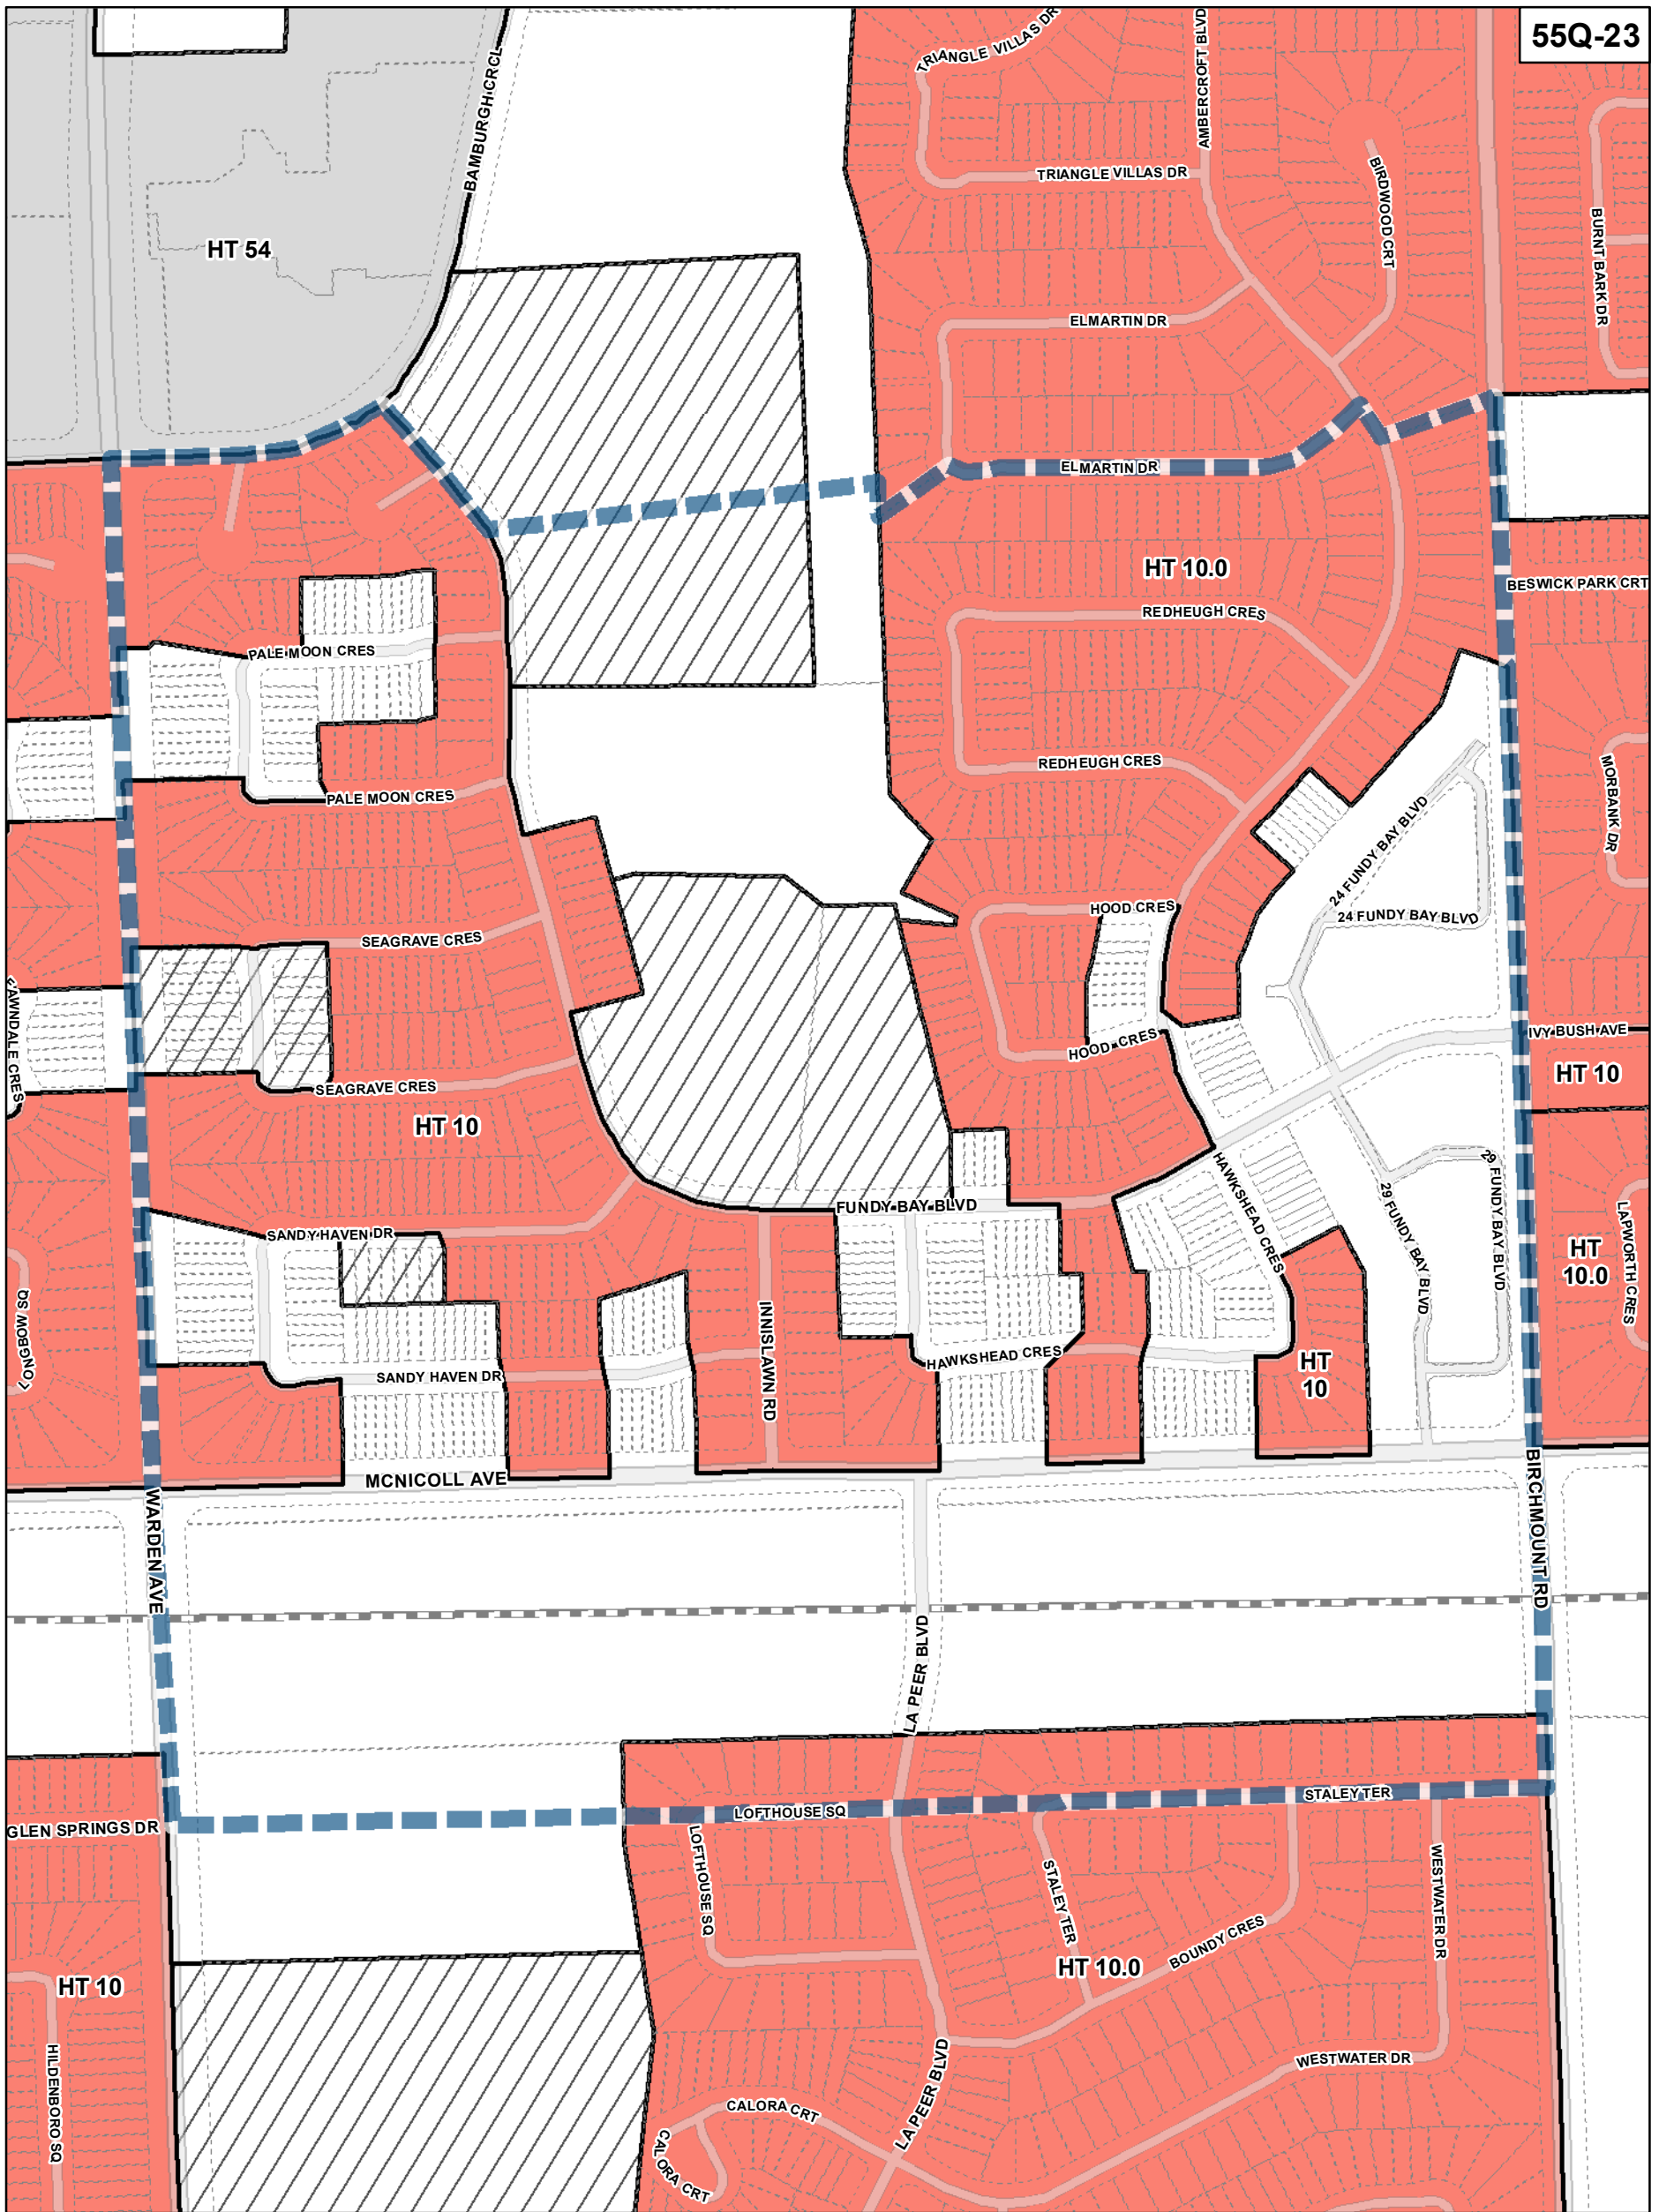 55Q-23
TRIANGLE VILLAS DR
AMBERCROFT BLVD
BAMBURGH CRCL
TRIANGLE VILLAS DR
BIRDWOOD CRT
BURNT BARK DR
HT 54
ELMARTIN DR
ELMARTIN DR
HT 10.0
BESWICK PARK CRT
REDHEUGH CRES
PALE MOON CRES
REDHEUGH CRES
MORBANK DR
PALE MOON CRES
24 FUNDY BAY BLVD
24 FUNDY BAY BLVD
HOOD CRES
SEAGRAVE CRES
IVY BUSH AVE
HOOD CRES
HT 10
SEAGRAVE CRES
HT 10
HAWKSHEAD CRES
29 FUNDY BAY BLVD
29 FUNDY BAY BLVD
FUNDY BAY BLVD
SANDY HAVEN DR
LAPWORTH CRES
HT
10.0
LONGBOW SQ
INNISLAWN RD
HAWKSHEAD CRES
HT
10
SANDY HAVEN DR
MCNICOLL AVE
WARDEN AVE
BIRCHMOUNT RD
LA PEER BLVD
STALEY TER
LOFTHOUSE SQ
GLEN SPRINGS DR
LOFTHOUSE SQ
STALEY TER
WESTWATER DR
BOUNDY CRES
HT 10.0
HT 10
HILDENBORO SQ
LA PEER BLVD
WESTWATER DR
CALORA CRT
CALORA CRT